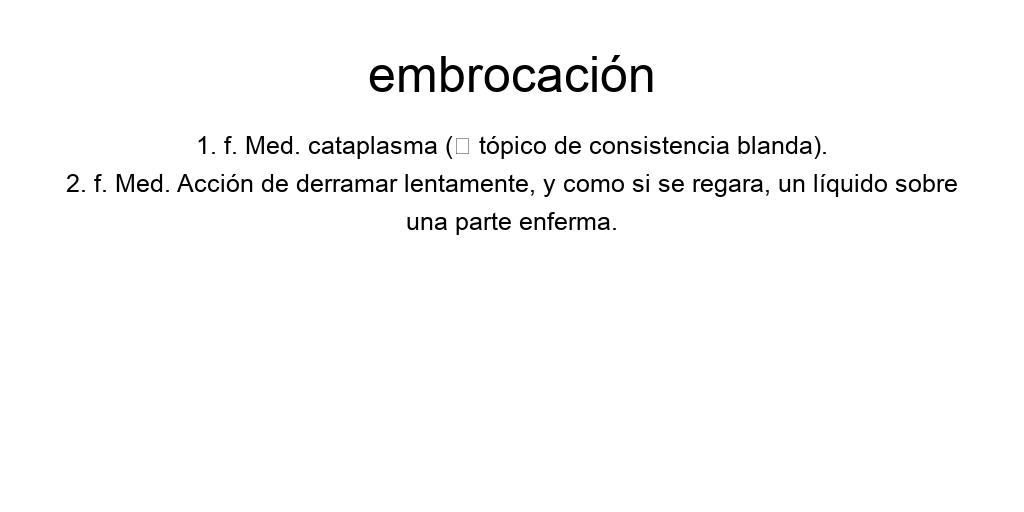 embrocación
1. f. Med. cataplasma (□ tópico de consistencia blanda).
2. f. Med. Acción de derramar lentamente, y como si se regara, un líquido sobre
una parte enferma.